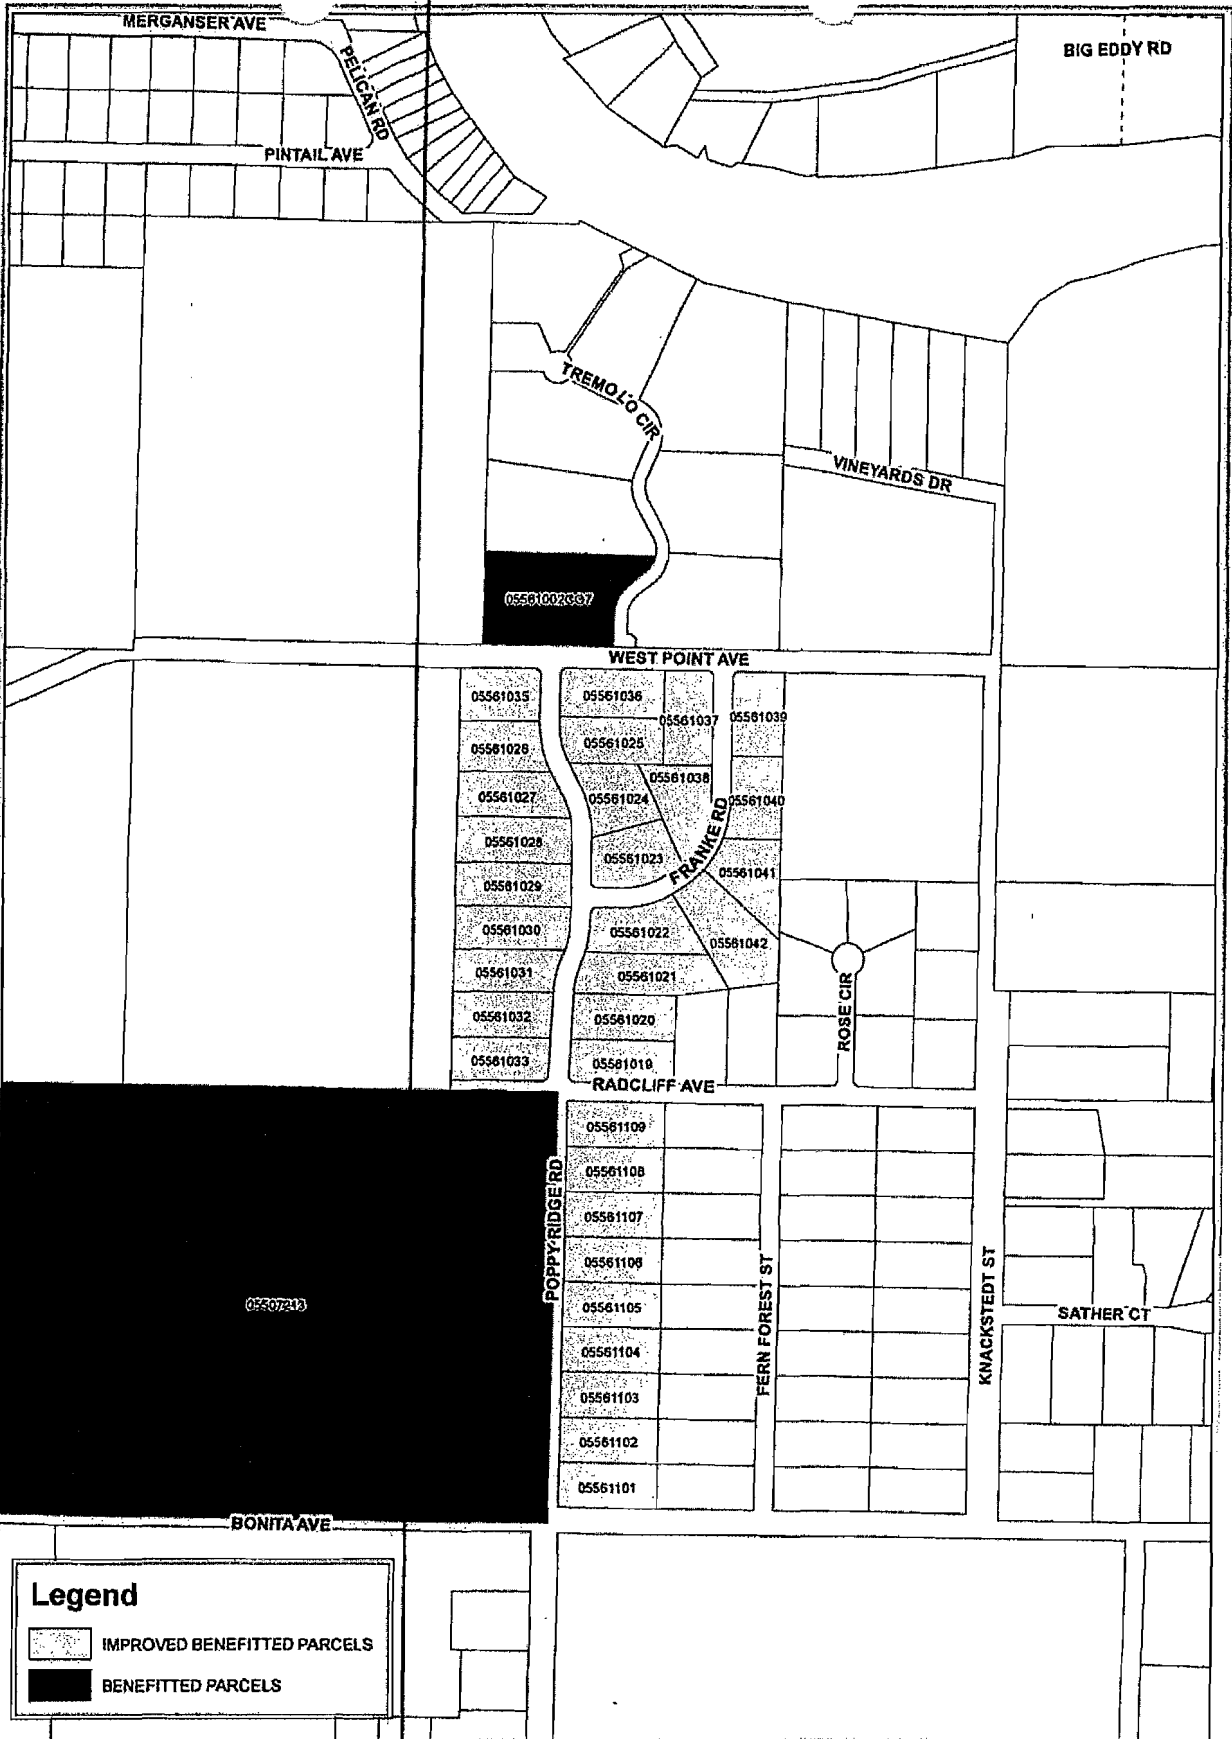 MERGANSER AVE
BIG EDDY RD
PELICAN RD
PINTAIL AVE
TREMOLO CIR
VINEYARDS DR
WEST POINT AVE
05561035
05561036
05561037
05561039
05561026
05561025
05561038
05561027
05561024
05561040
05561028
05561023
FRANKE RD
05561041
05561029
05561030
05561022
05561042
05561031
05561021
05561032
05561020
ROSE CIR
05561033
05561019
RADCLIFF AVE
05561109
05561108
POPPY RIDGE RD
05561107
05561106
05507213
05561105
FERN FOREST ST
KNACKSTEDT ST
SATHER CT
05561104
05561103
05561102
05561101
BONITA AVE
Legend
IMPROVED BENEFITTED PARCELS
BENEFITTED PARCELS